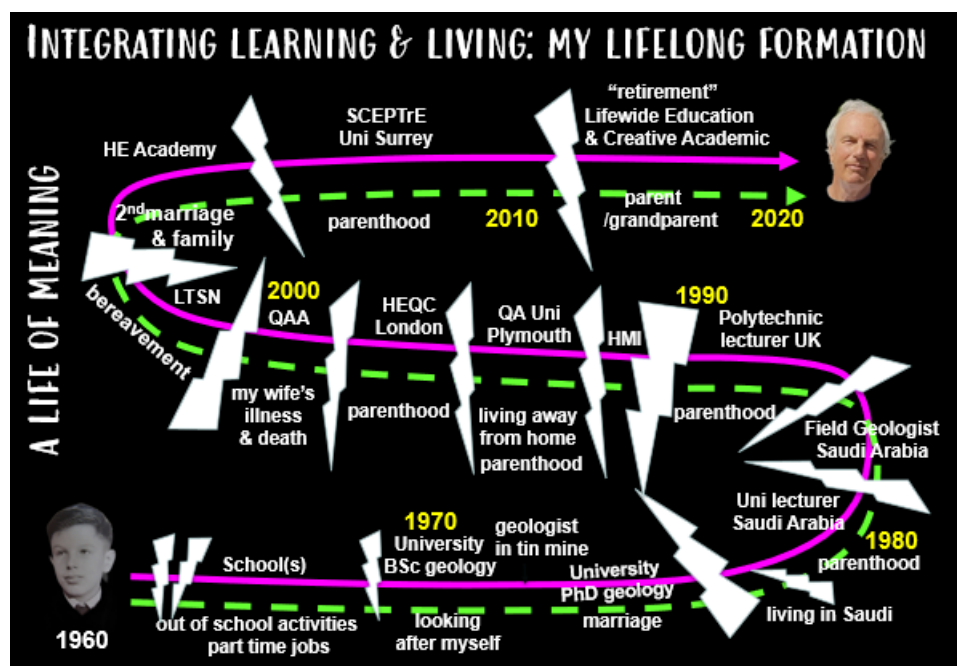 INTEGRATING LEARNING & LIVING: MY LIFELONG FORMATION
A LIFE OF MEANING
"retirement"
Lifewide Education
& Creative Academic
SCEPTrE
Uni Surrey
HE Academy
2nd marriage
& family
parenthood
2010
parent
/grandparent
2020
bereavement
LTSN
2000
QAA
HEQC
London
QA Uni
Plymouth
HMI
1990
Polytechnic
lecturer UK
my wife's
illness
& death
parenthood
living away
from home
parenthood
parenthood
Field Geologist
Saudi Arabia
Uni lecturer
Saudi Arabia
1980
parenthood
living in Saudi
1960
School(s)
out of school activities
part time jobs
1970
University
BSc geology
looking
after myself
geologist
in tin mine
University
PhD geology
marriage